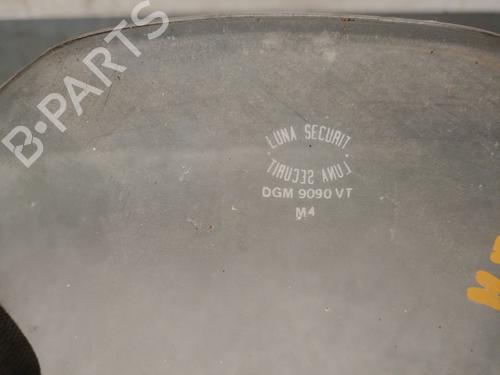 B-PARTS
· LUNA SECURIT ·
LUNA SECURIT
DGM 9090 VT
M4